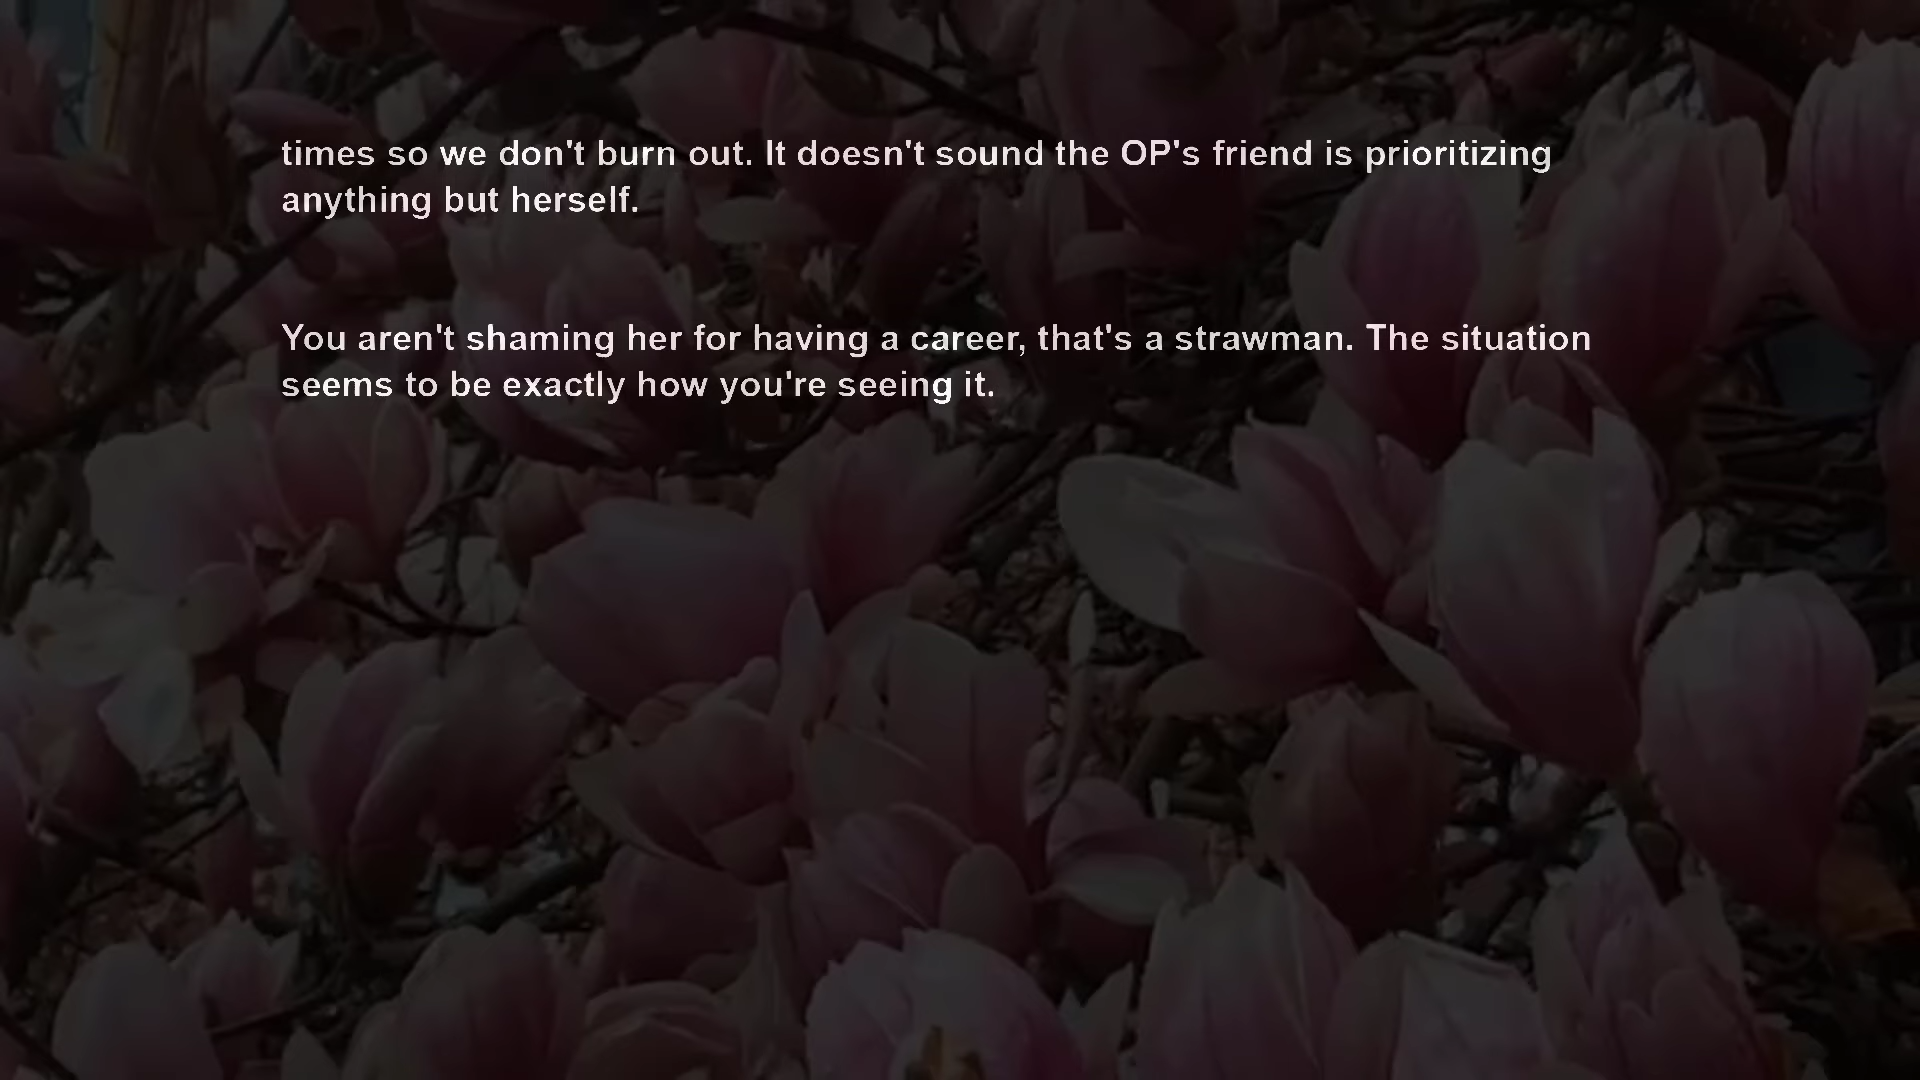 times so we don't burn out. It doesn't sound the OP's friend is prioritizing
anything but herself.
You aren't shaming her for having a career, that's a strawman. The situation
seems to be exactly how you're seeing it.